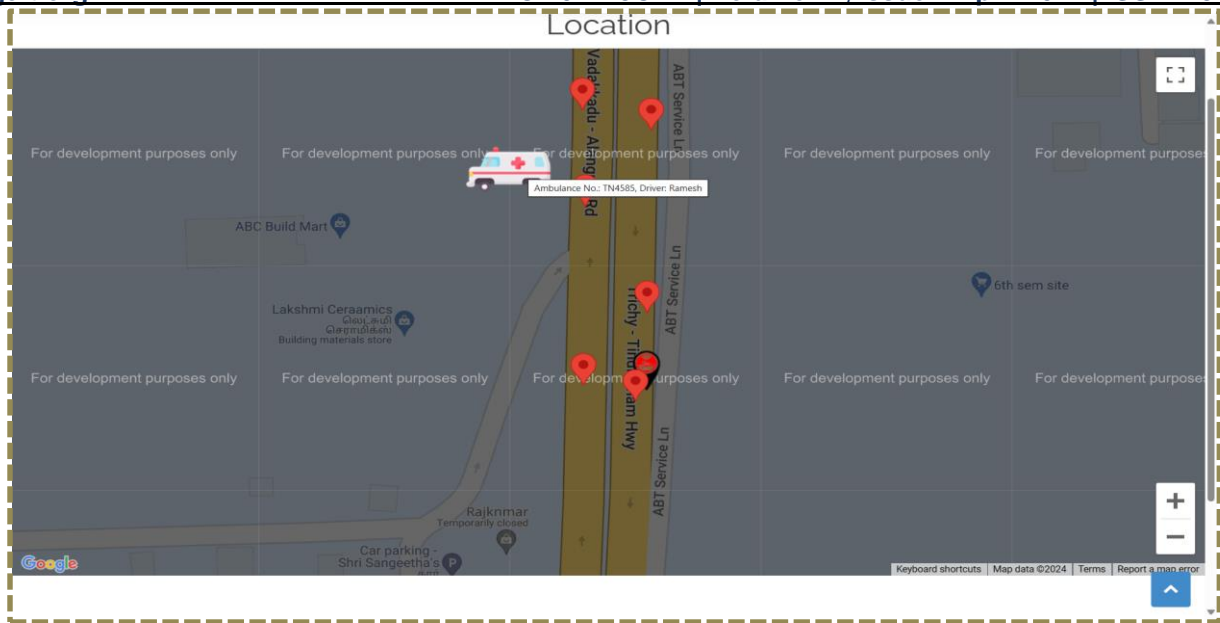 Location
Vadakadu - Alangudi Rd
ABT Service Ln
For development purposes only
For development purposes only
For development purposes only
For development purposes only
For development purpose
Ambulance No.: TN4585, Driver: Ramesh
ABC Build Mart
ABT Service Ln
6th sem site
Lakshmi Ceraamics
லெட்சுமி
செராமிக்ஸ்
Building materials store
Trichy -
Hwy
For development purposes only
For development purposes only
For development purposes only
For development purposes only
For development purpose
ABT Service Ln
Rajknmar
Temporarily closed
Car parking -
Shri Sangeetha's
P
Google
Keyboard shortcuts
Map data ©2024
Terms
Report a map error